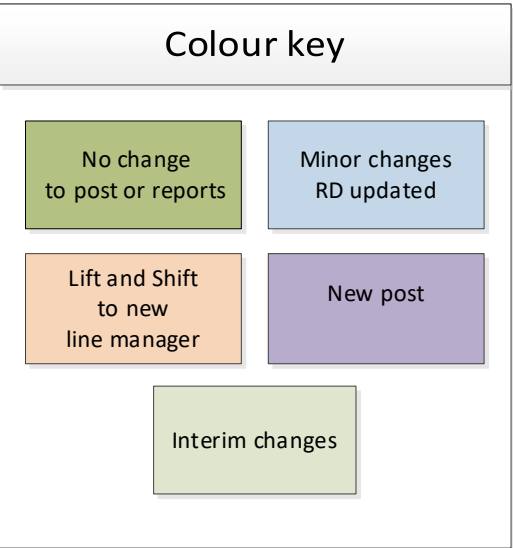 Colour key
No change
to post or reports
Minor changes
RD updated
Lift and Shift
to new
line manager
New post
Interim changes